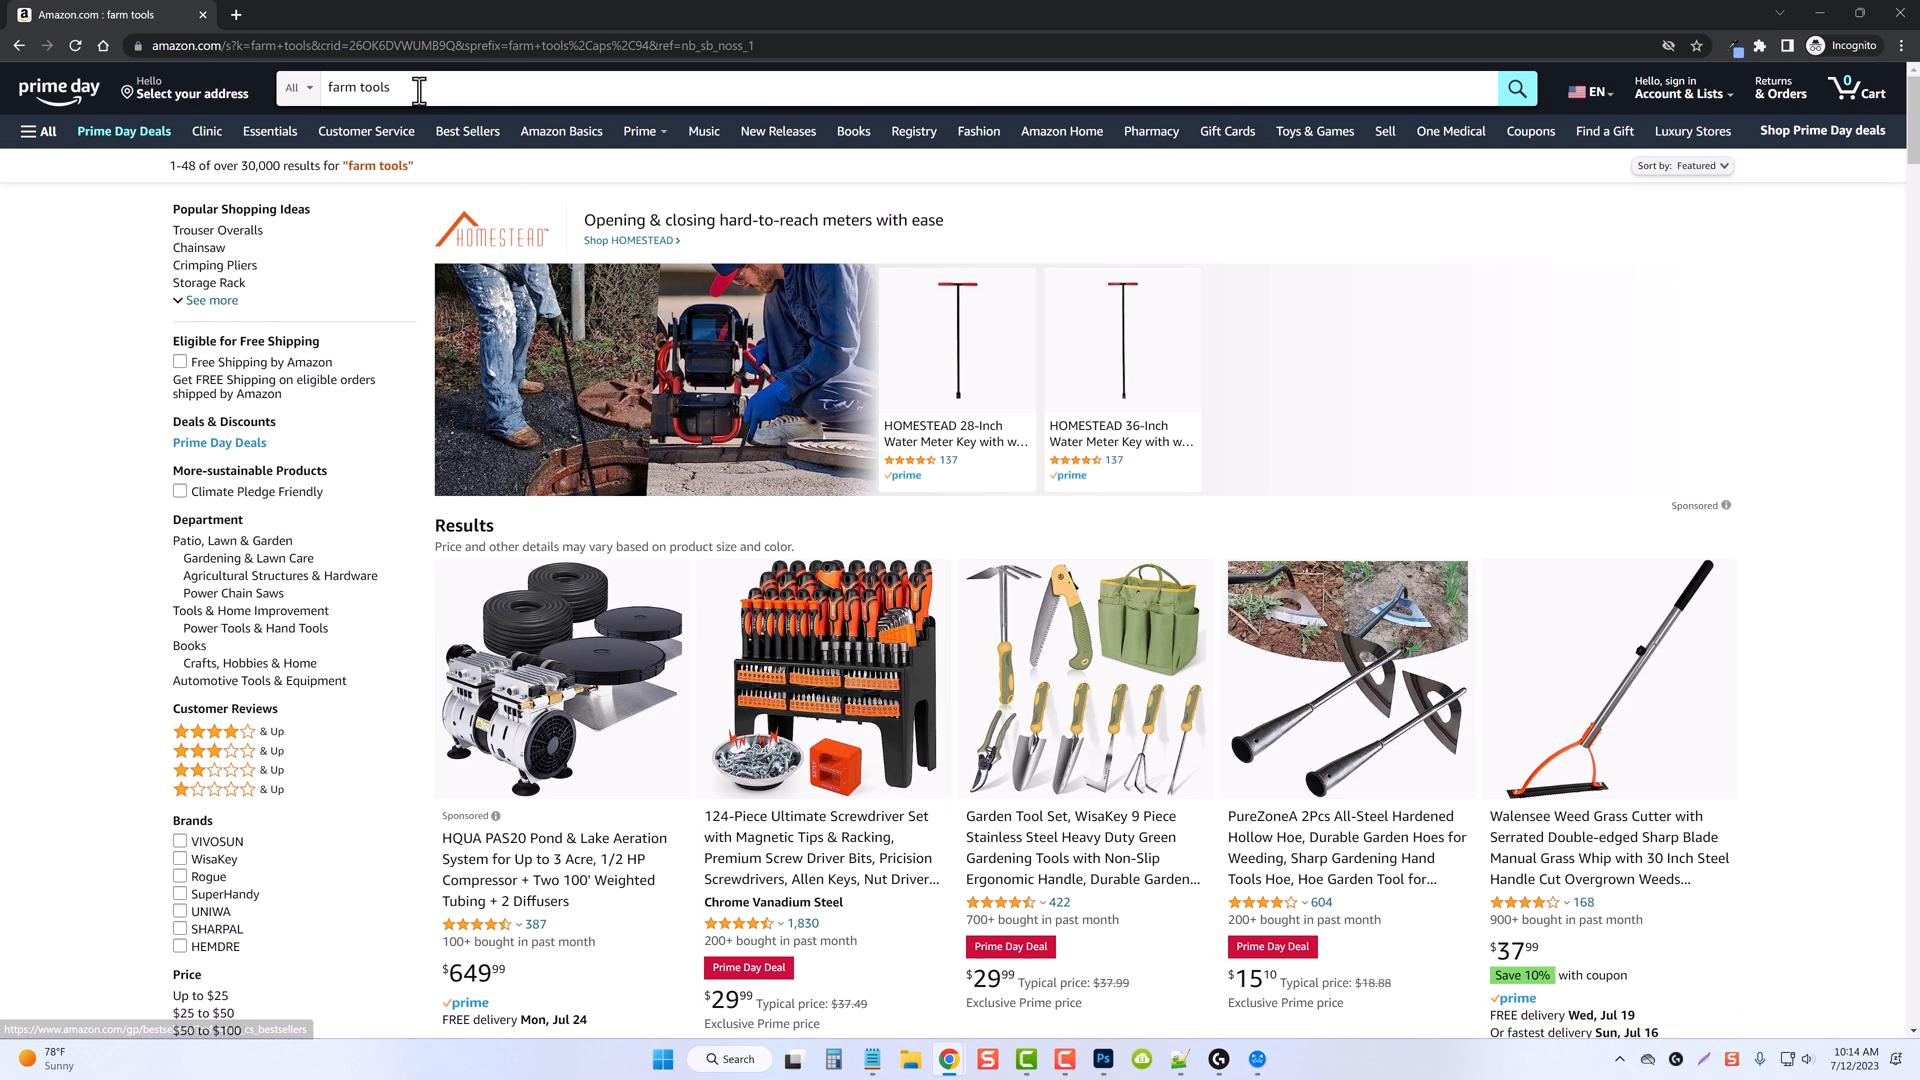 Amazon.com : farm tools
amazon.com/s?k=farm+tools&crid=26OK6DVWUMB9Q&sprefix=farm+tools%2Caps%2C94&ref=nb_sb_noss_1
Incognito
prime day
Hello
Select your address
All
farm tools
EN
Hello, sign in
Account & Lists
Returns
& Orders
0
Cart
All
Prime Day Deals
Clinic
Essentials
Customer Service
Best Sellers
Amazon Basics
Prime
Music
New Releases
Books
Registry
Fashion
Amazon Home
Pharmacy
Gift Cards
Toys & Games
Sell
One Medical
Coupons
Find a Gift
Luxury Stores
Shop Prime Day deals
1-48 of over 30,000 results for "farm tools"
Sort by: Featured
Popular Shopping Ideas
Trouser Overalls
Chainsaw
Crimping Pliers
Storage Rack
See more
Eligible for Free Shipping
Free Shipping by Amazon
Get FREE Shipping on eligible orders
shipped by Amazon
Deals & Discounts
Prime Day Deals
More-sustainable Products
Climate Pledge Friendly
Department
Patio, Lawn & Garden
Gardening & Lawn Care
Agricultural Structures & Hardware
Power Chain Saws
Tools & Home Improvement
Power Tools & Hand Tools
Books
Crafts, Hobbies & Home
Automotive Tools & Equipment
Customer Reviews
& Up
& Up
& Up
& Up
Brands
VIVOSUN
WisaKey
Rogue
SuperHandy
UNIWA
SHARPAL
HEMDRE
Price
Up to $25
$25 to $50
$50 to $100
HOMESTEAD™
Opening & closing hard-to-reach meters with ease
Shop HOMESTEAD
HOMESTEAD 28-Inch
Water Meter Key with w...
137
prime
HOMESTEAD 36-Inch
Water Meter Key with w...
137
prime
Sponsored
Results
Price and other details may vary based on product size and color.
Sponsored
HQUA PAS20 Pond & Lake Aeration
System for Up to 3 Acre, 1/2 HP
Compressor + Two 100' Weighted
Tubing + 2 Diffusers
387
100+ bought in past month
$649.99
prime
FREE delivery Mon, Jul 24
124-Piece Ultimate Screwdriver Set
with Magnetic Tips & Racking,
Premium Screw Driver Bits, Pricision
Screwdrivers, Allen Keys, Nut Driver...
Chrome Vanadium Steel
1,830
200+ bought in past month
Prime Day Deal
$29.99 Typical price: $37.49
Exclusive Prime price
Garden Tool Set, WisaKey 9 Piece
Stainless Steel Heavy Duty Green
Gardening Tools with Non-Slip
Ergonomic Handle, Durable Garden...
422
700+ bought in past month
Prime Day Deal
$29.99 Typical price: $37.99
Exclusive Prime price
PureZoneA 2Pcs All-Steel Hardened
Hollow Hoe, Durable Garden Hoes for
Weeding, Sharp Gardening Hand
Tools Hoe, Hoe Garden Tool for...
604
200+ bought in past month
Prime Day Deal
$15.10 Typical price: $18.88
Exclusive Prime price
Walensee Weed Grass Cutter with
Serrated Double-edged Sharp Blade
Manual Grass Whip with 30 Inch Steel
Handle Cut Overgrown Weeds...
168
900+ bought in past month
$37.99
Save 10% with coupon
prime
FREE delivery Wed, Jul 19
Or fastest delivery Sun, Jul 16
78°F
Sunny
Search
Ps
10:14 AM
7/12/2023